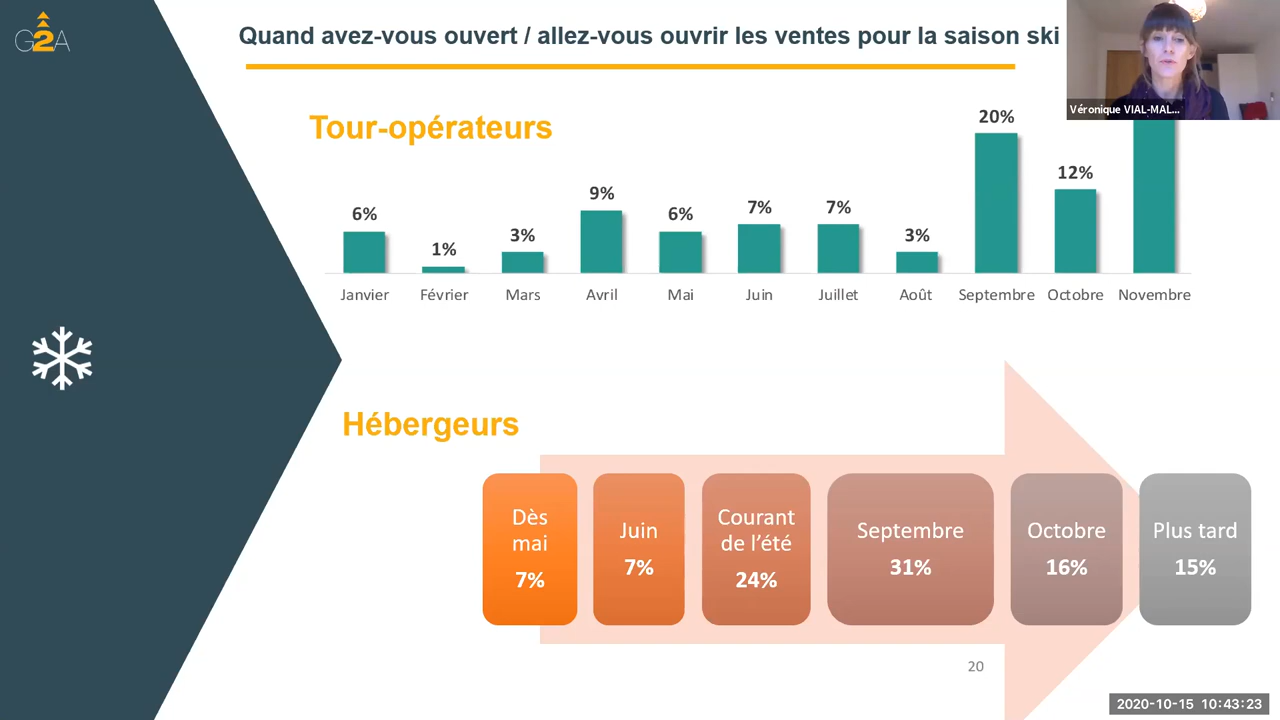 G2A
Quand avez-vous ouvert / allez-vous ouvrir les ventes pour la saison ski
Véronique VIAL-MAL...
Tour-opérateurs
6%
1%
3%
9%
6%
7%
7%
3%
20%
12%
Janvier
Février
Mars
Avril
Mai
Juin
Juillet
Août
Septembre
Octobre
Novembre
Hébergeurs
Dès
mai
7%
Juin
7%
Courant
de l'été
24%
Septembre
31%
Octobre
16%
Plus tard
15%
20
2020-10-15 10:43:23